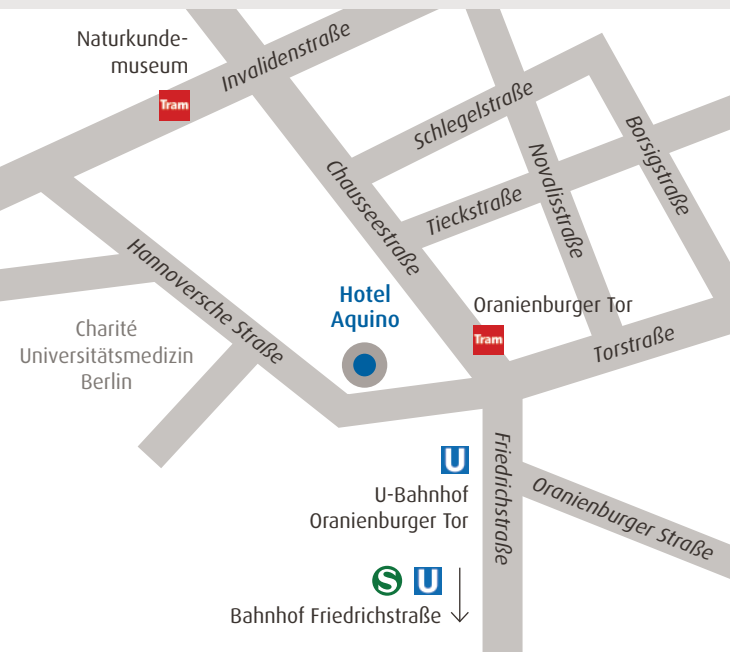 Naturkunde-
museum
Tram
Invalidenstraße
Schlegelstraße
Borsigstraße
Novalisstraße
Chausseestraße
Tieckstraße
Hannoversche Straße
Hotel
Aquino
Oranienburger Tor
Tram
Charité
Universitätsmedizin
Berlin
Torstraße
U
U-Bahnhof
Oranienburger Tor
Friedrichstraße
Oranienburger Straße
S U
Bahnhof Friedrichstraße